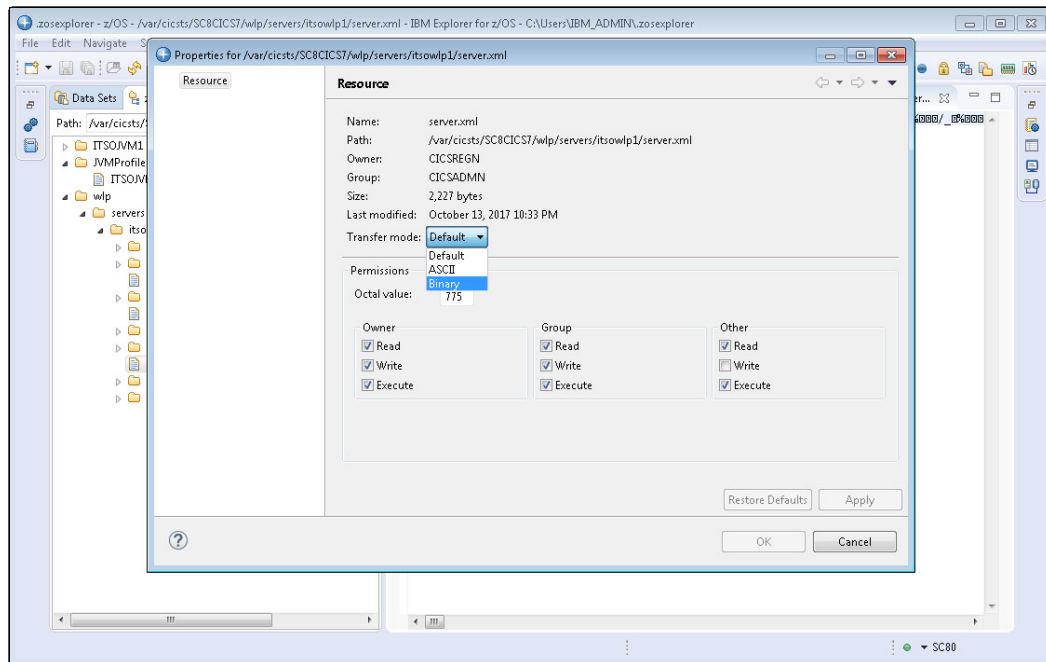 .zosexplorer - z/OS - /var/cicsts/SC8CICS7/wlp/servers/itsowlp1/server.xml - IBM Explorer for z/OS - C:\Users\IBM_ADMIN\.zosexplorer
File Edit Navigate
Properties for /var/cicsts/SC8CICS7/wlp/servers/itsowlp1/server.xml
Resource
Resource
Data Sets
Path: /var/cicsts/
ITSOJVM1
JVMProfile
ITSOJV
wlp
servers
itso
Name: server.xml
Path: /var/cicsts/SC8CICS7/wlp/servers/itsowlp1/server.xml
Owner: CICSREGN
Group: CICSADMN
Size: 2,227 bytes
Last modified: October 13, 2017 10:33 PM
Transfer mode: Default
Default
ASCII
Binary
Permissions
Octal value: 775
Owner
Read
Write
Execute
Group
Read
Write
Execute
Other
Read
Write
Execute
Restore Defaults
Apply
OK
Cancel
SC80